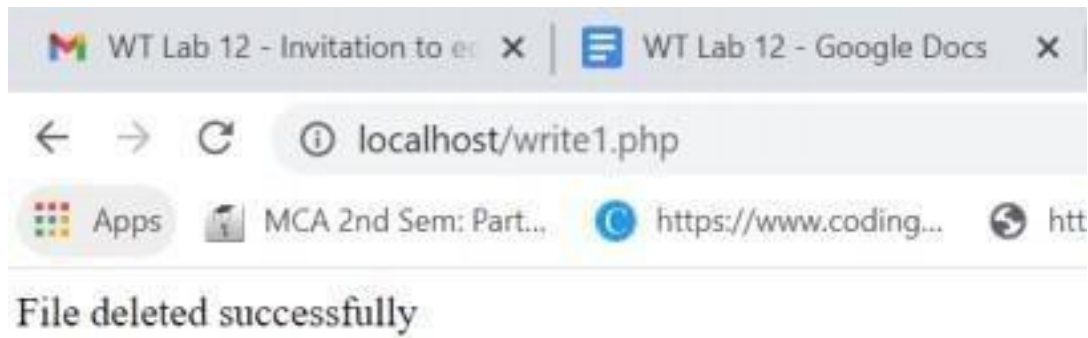 WT Lab 12 - Invitation to e
WT Lab 12 - Google Docs
localhost/write1.php
Apps MCA 2nd Sem: Part... https://www.coding... htt
File deleted successfully